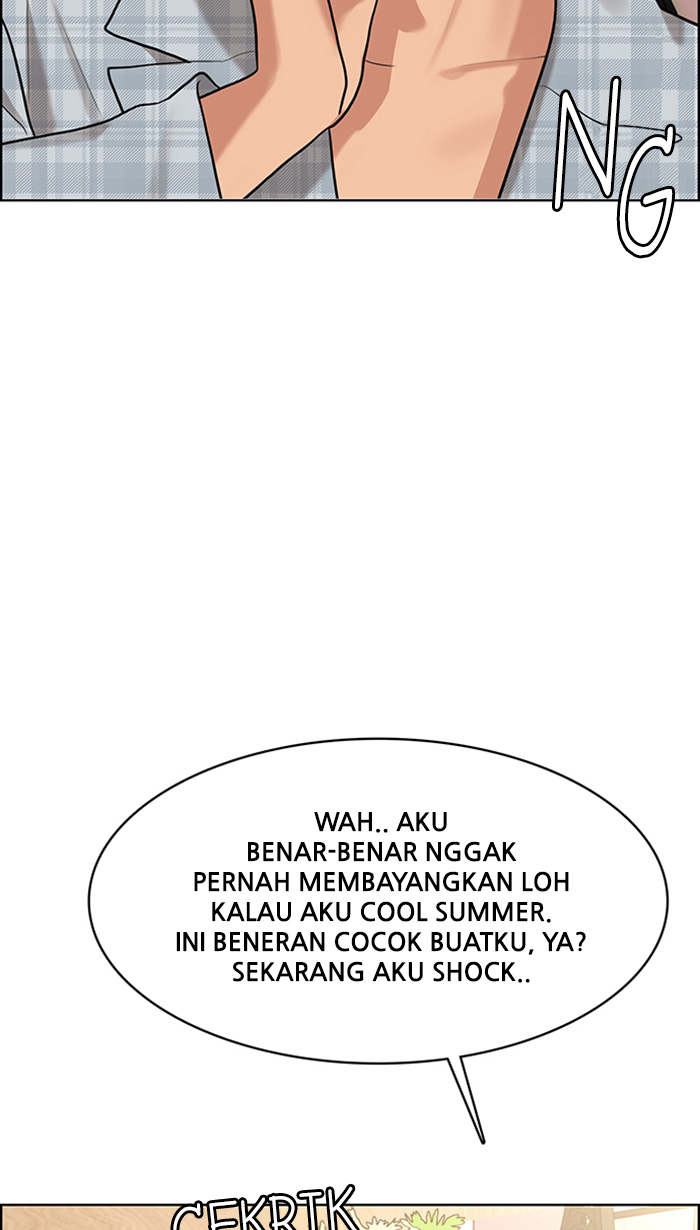 NG
WAH.. AKU
BENAR-BENAR NGGAK
PERNAH MEMBAYANGKAN LOH
KALAU AKU COOL SUMMER.
INI BENERAN COCOK BUATKU, YA?
SEKARANG AKU SHOCK..
CEKRIK